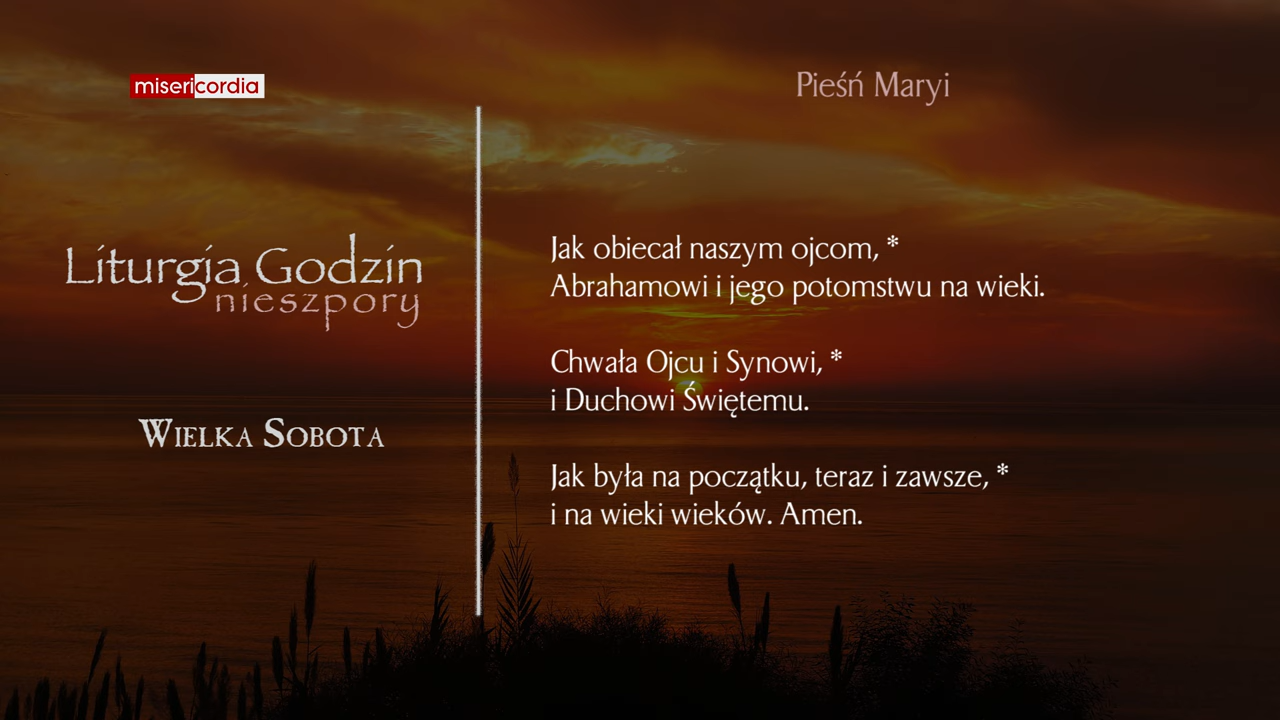 misericordia
Pieśń Maryi
Liturgia Godzin
nieszpory
Wielka Sobota
Jak obiecał naszym ojcom, *
Abrahamowi i jego potomstwu na wieki.
Chwała Ojcu i Synowi, *
i Duchowi Świętemu.
Jak była na początku, teraz i zawsze, *
i na wieki wieków. Amen.